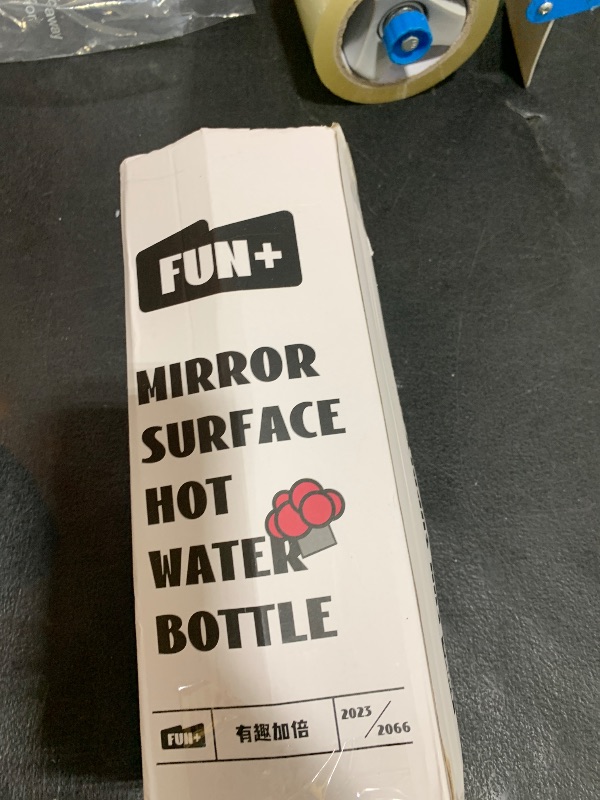 FUN+
MIRROR
SURFACE
HOT
WATER
BOTTLE
FUN+ 有趣加倍 2023/2066